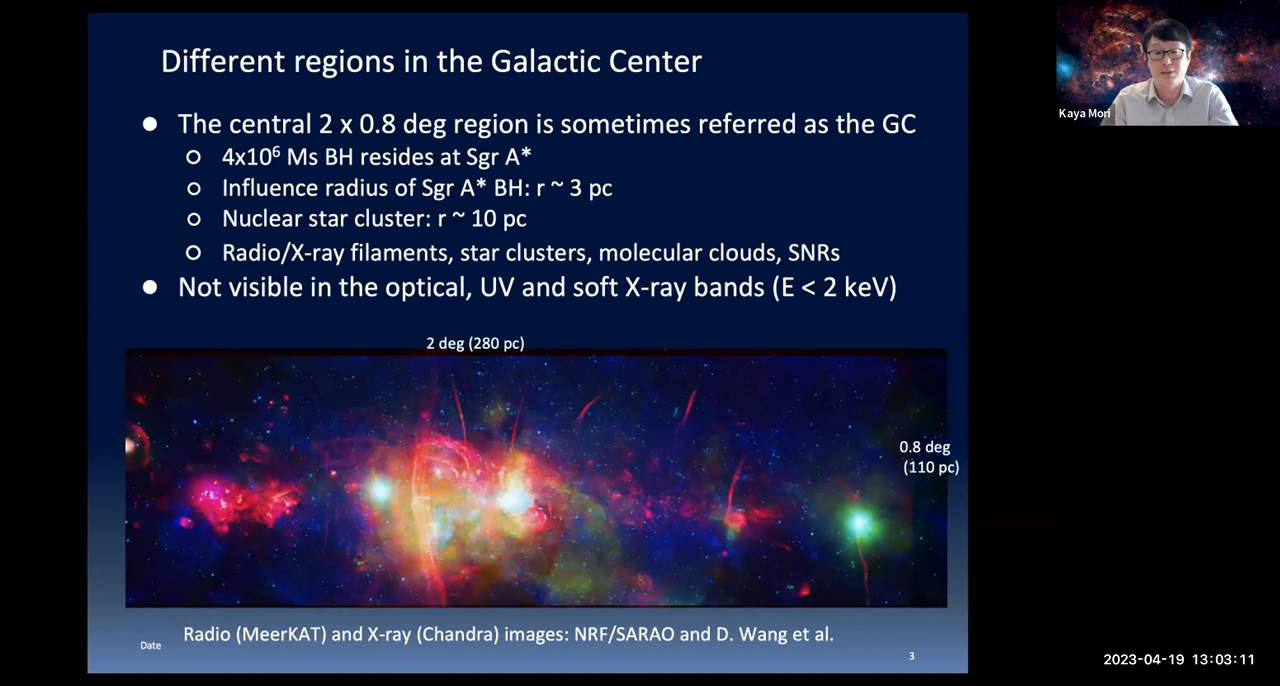 Different regions in the Galactic Center
● The central 2 x 0.8 deg region is sometimes referred as the GC
○ 4x10⁶ Ms BH resides at Sgr A*
○ Influence radius of Sgr A* BH: r ~ 3 pc
○ Nuclear star cluster: r ~ 10 pc
○ Radio/X-ray filaments, star clusters, molecular clouds, SNRs
● Not visible in the optical, UV and soft X-ray bands (E < 2 keV)
2 deg (280 pc)
0.8 deg
(110 pc)
Radio (MeerKAT) and X-ray (Chandra) images: NRF/SARAO and D. Wang et al.
Date
3
Kaya Mori
2023-04-19 13:03:11